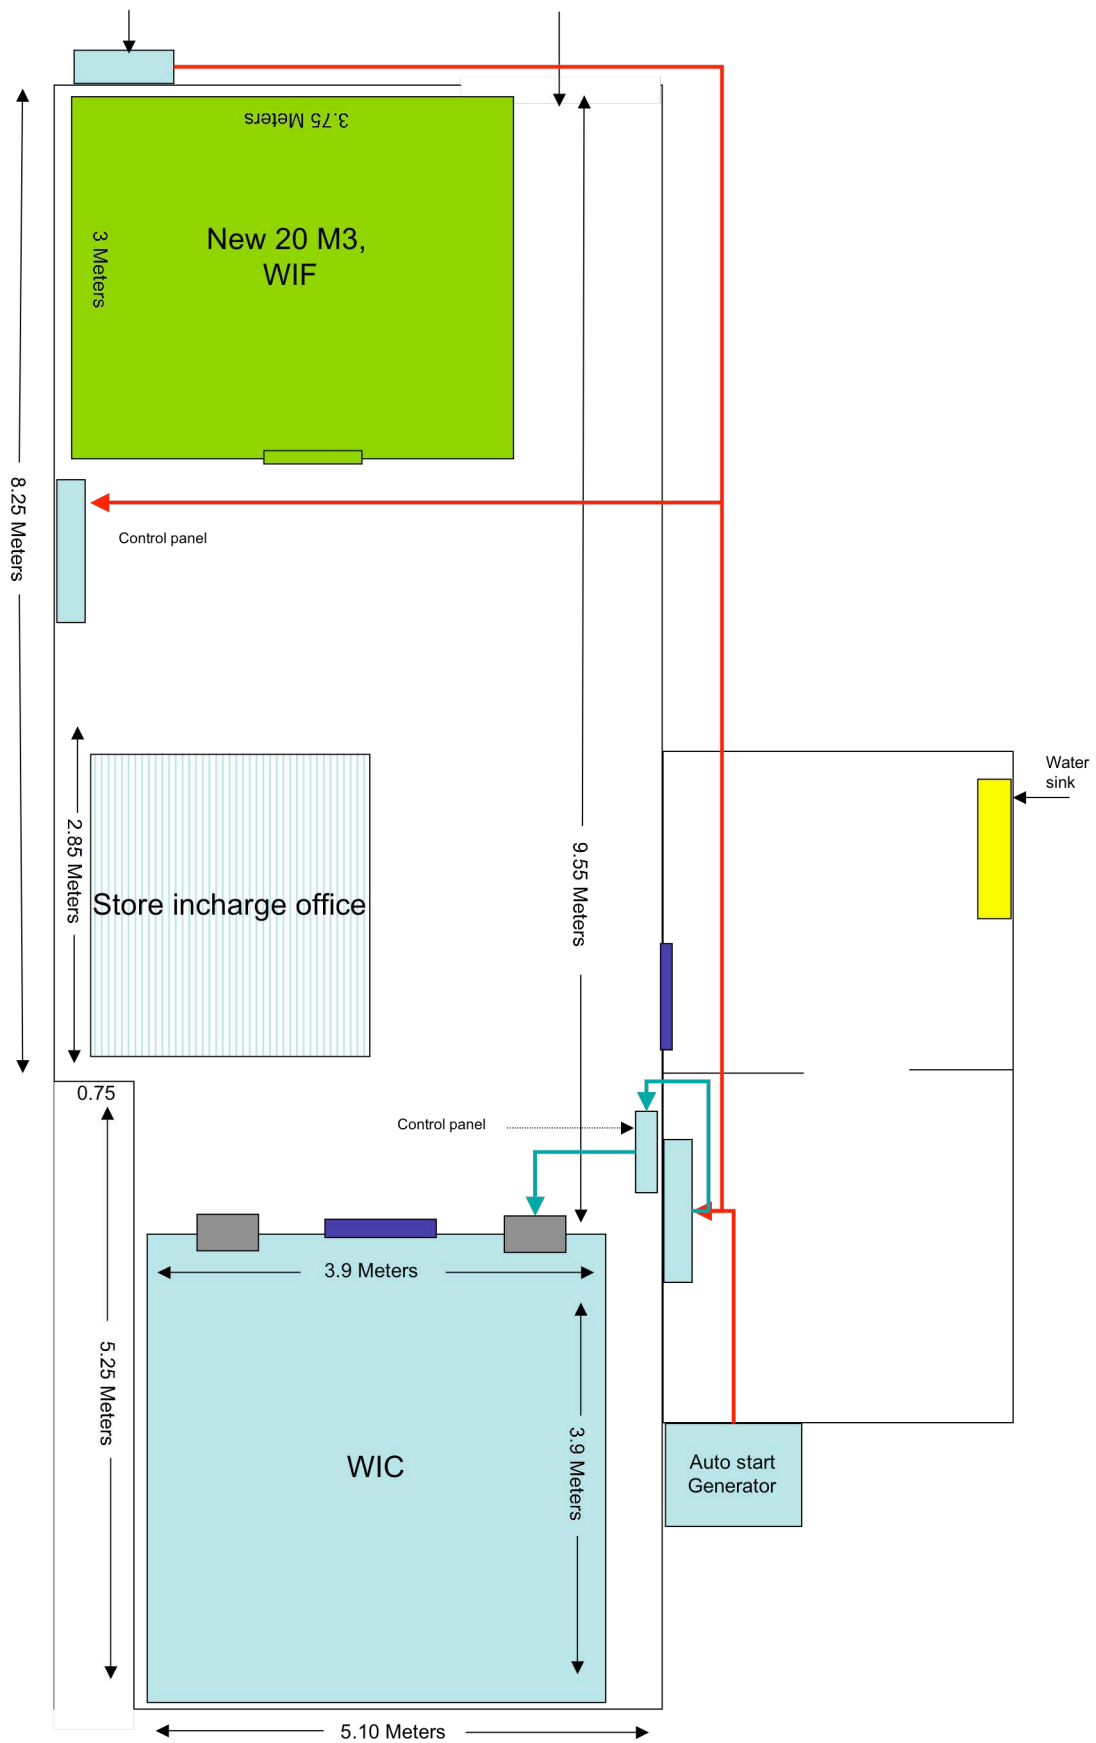 3.75 Meters
New 20 M3,
WIF
3 Meters
8.25 Meters
Control panel
Water
sink
2.85 Meters
Store incharge office
9.55 Meters
0.75
Control panel
3.9 Meters
5.25 Meters
3.9 Meters
WIC
Auto start
Generator
5.10 Meters